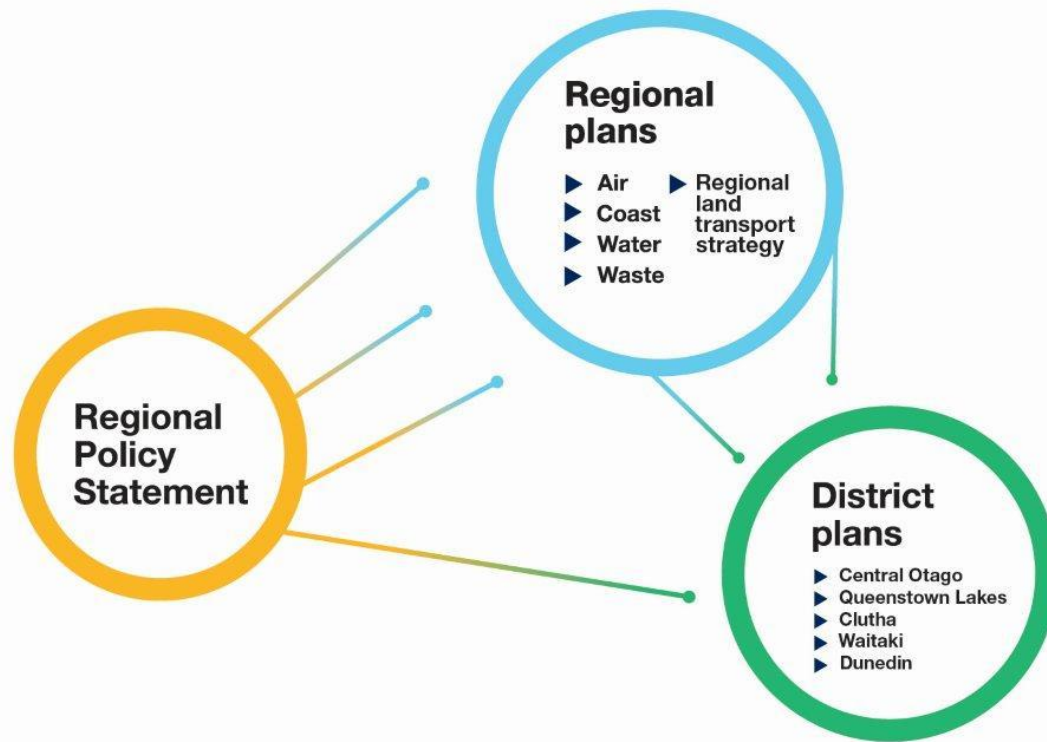 Regional
plans
Air
Coast
Water
Waste
Regional
land
transport
strategy
Regional
Policy
Statement
District
plans
Central Otago
Queenstown Lakes
Clutha
Waitaki
Dunedin